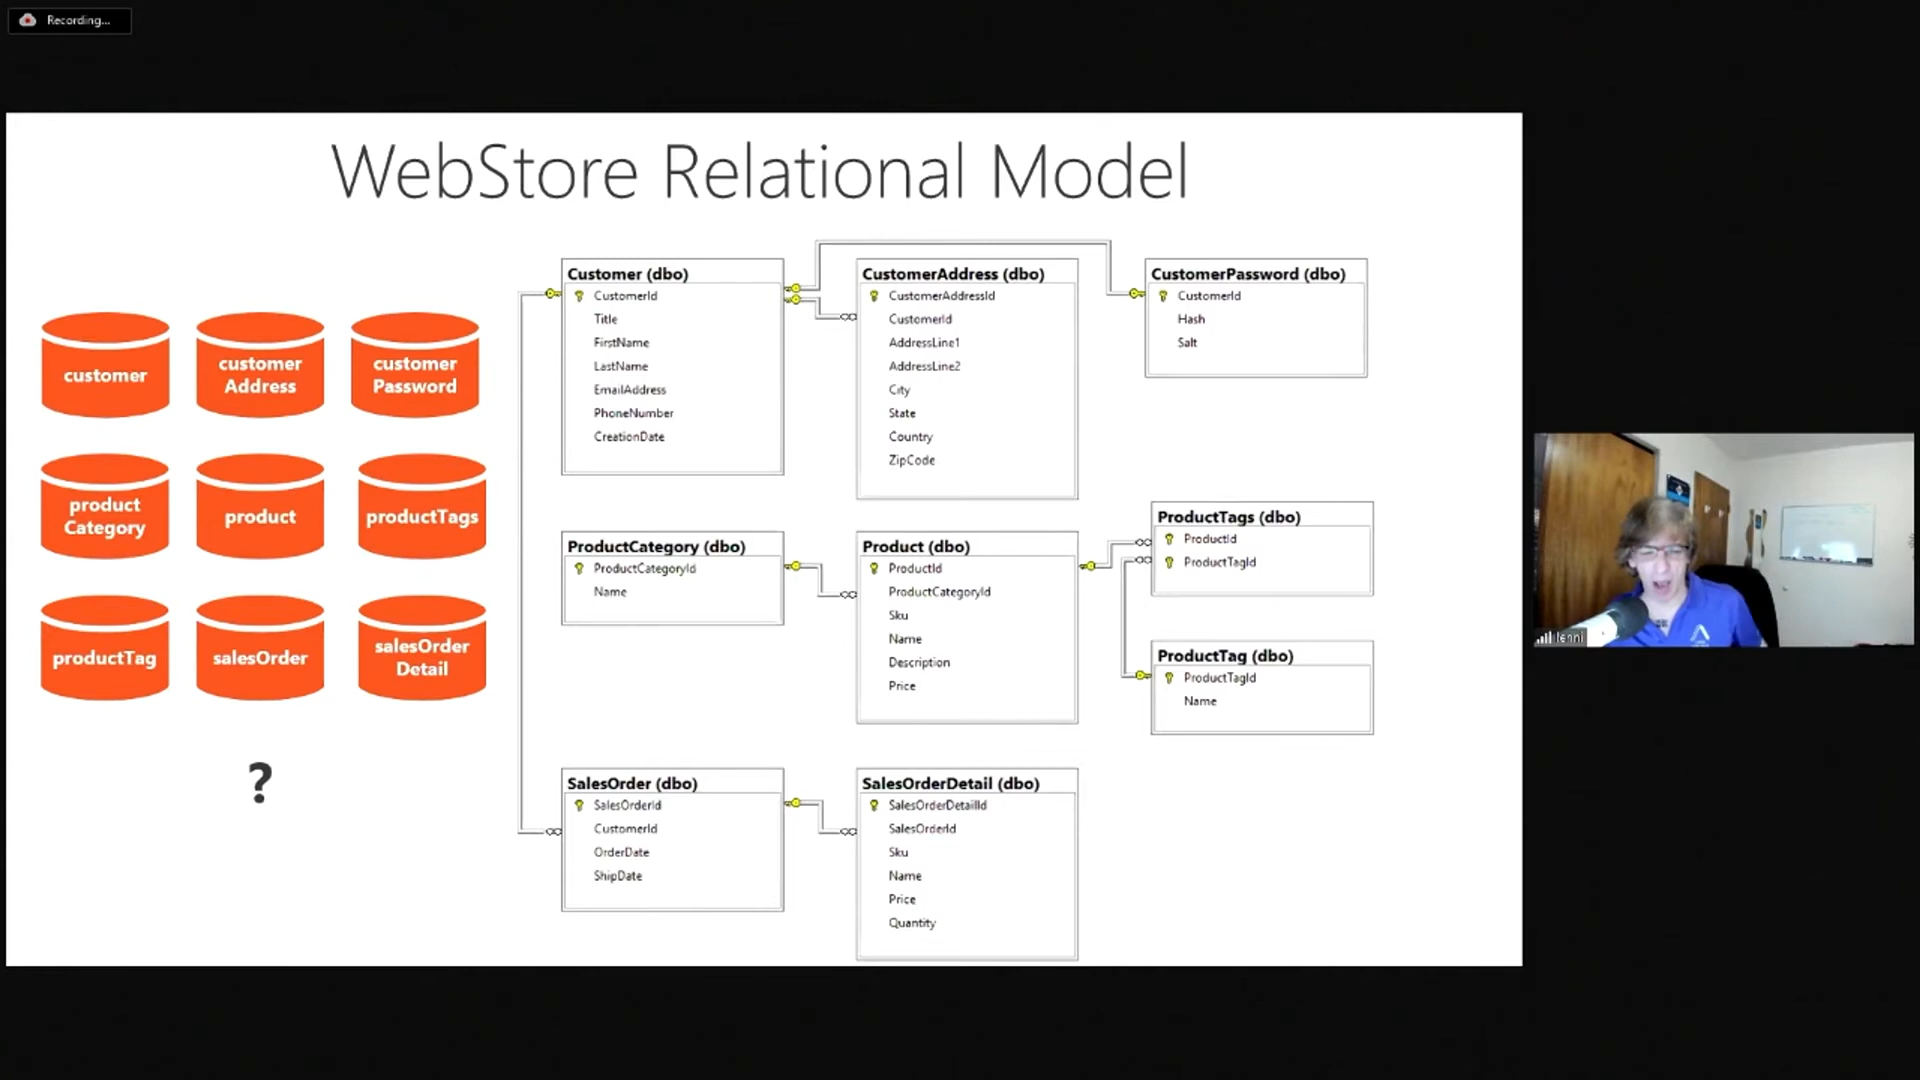 Recording...
WebStore Relational Model
customer
customer
Address
customer
Password
product
Category
product
productTags
productTag
salesOrder
salesOrder
Detail
?
Customer (dbo)
CustomerId
Title
FirstName
LastName
EmailAddress
PhoneNumber
CreationDate
CustomerAddress (dbo)
CustomerAddressId
CustomerId
AddressLine1
AddressLine2
City
State
Country
ZipCode
CustomerPassword (dbo)
CustomerId
Hash
Salt
ProductCategory (dbo)
ProductCategoryId
Name
Product (dbo)
ProductId
ProductCategoryId
Sku
Name
Description
Price
ProductTags (dbo)
ProductId
ProductTagId
ProductTag (dbo)
ProductTagId
Name
SalesOrder (dbo)
SalesOrderId
CustomerId
OrderDate
ShipDate
SalesOrderDetail (dbo)
SalesOrderDetailId
SalesOrderId
Sku
Name
Price
Quantity
lenni